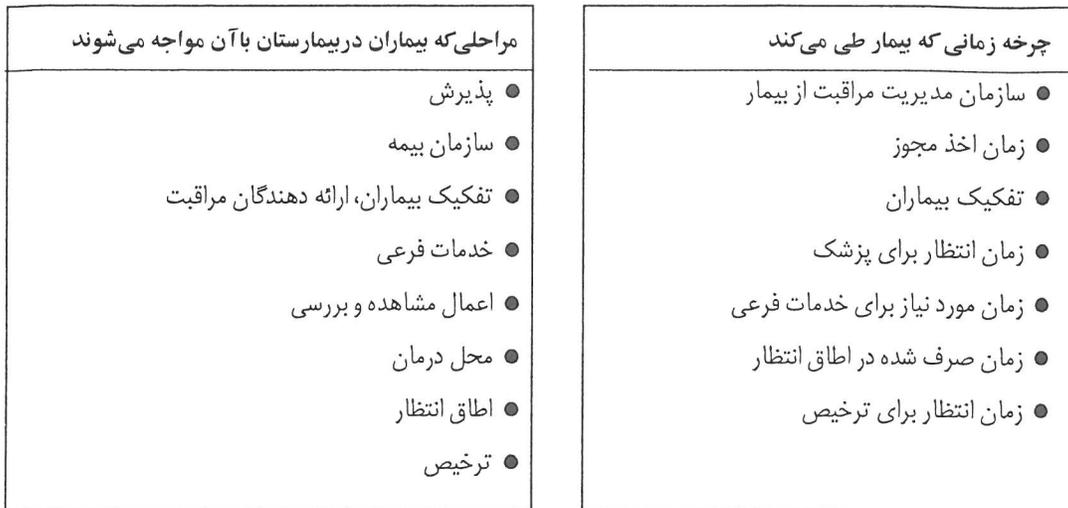 چرخه زمانی که بیمار طی می‌کند
● سازمان مدیریت مراقبت از بیمار
● زمان اخذ مجوز
● تفکیک بیماران
● زمان انتظار برای پزشک
● زمان مورد نیاز برای خدمات فرعی
● زمان صرف شده در اطاق انتظار
● زمان انتظار برای ترخیص
مراحلی‌که بیماران دربیمارستان باآن مواجه می‌شوند
● پذیرش
● سازمان بیمه
● تفکیک بیماران، ارائه دهندگان مراقبت
● خدمات فرعی
● اعمال مشاهده و بررسی
● محل درمان
● اطاق انتظار
● ترخیص